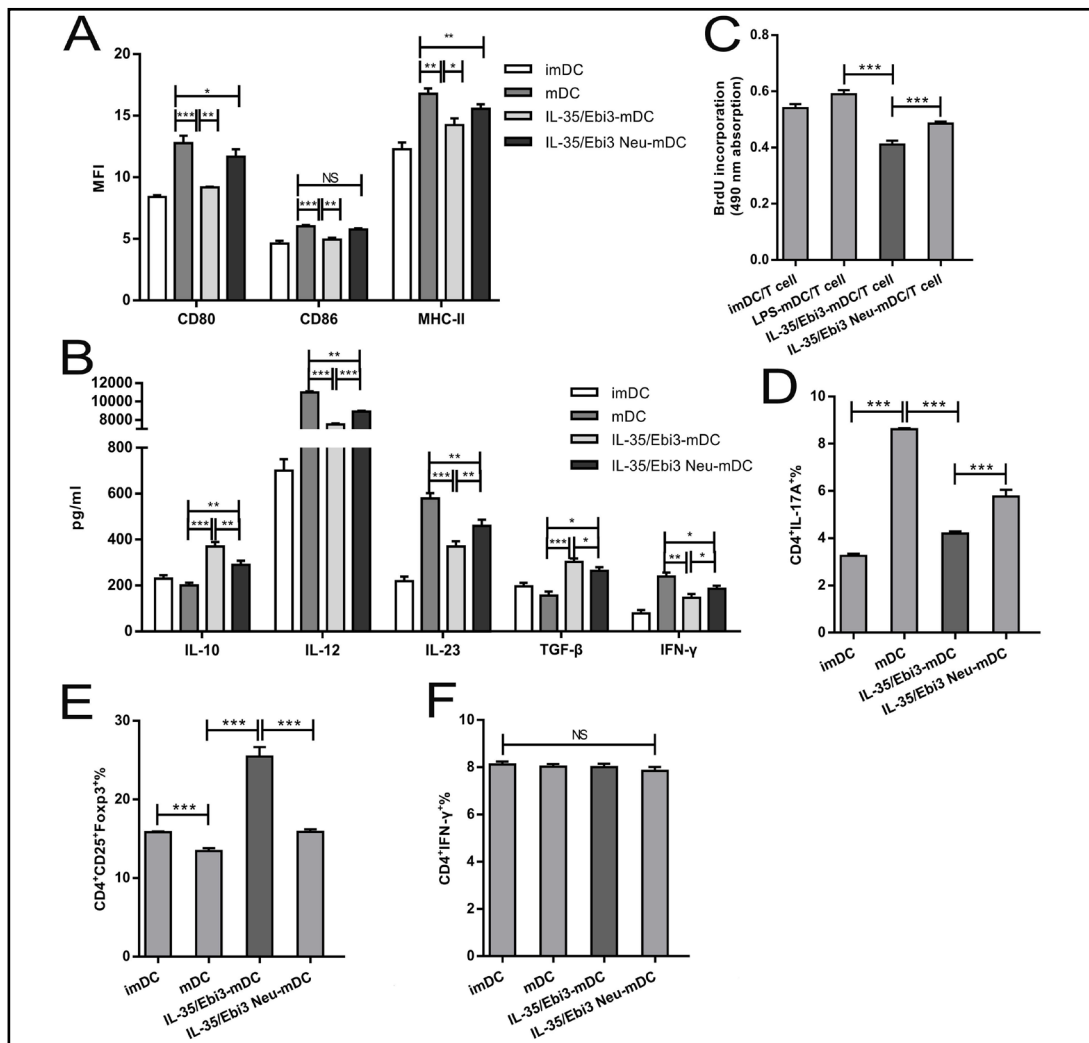 A
MFI
20
15
10
5
0
*
*** **
NS
*** **
**
** *
CD80 CD86 MHC-II
imDC
mDC
IL-35/Ebi3-mDC
IL-35/Ebi3 Neu-mDC
C
BrdU incorporation
(490 nm absorption)
0.8
0.6
0.4
0.2
0.0
***
***
imDC/T cell
LPS-mDC/T cell
IL-35/Ebi3-mDC/T cell
IL-35/Ebi3 Neu-mDC/T cell
B
pg/ml
12000
10000
8000
6000
800
600
400
200
0
**
*** **
**
*** ***
**
*** **
*
*** *
*
** *
IL-10 IL-12 IL-23 TGF-β IFN-γ
imDC
mDC
IL-35/Ebi3-mDC
IL-35/Ebi3 Neu-mDC
D
CD4⁺IL-17A⁺%
10
8
6
4
2
0
*** ***
***
imDC
mDC
IL-35/Ebi3-mDC
IL-35/Ebi3 Neu-mDC
E
CD4⁺CD25⁺Foxp3⁺%
30
20
10
0
*** ***
***
imDC
mDC
IL-35/Ebi3-mDC
IL-35/Ebi3 Neu-mDC
F
CD4⁺IFN-γ⁺%
10
8
6
4
2
0
NS
imDC
mDC
IL-35/Ebi3-mDC
IL-35/Ebi3 Neu-mDC